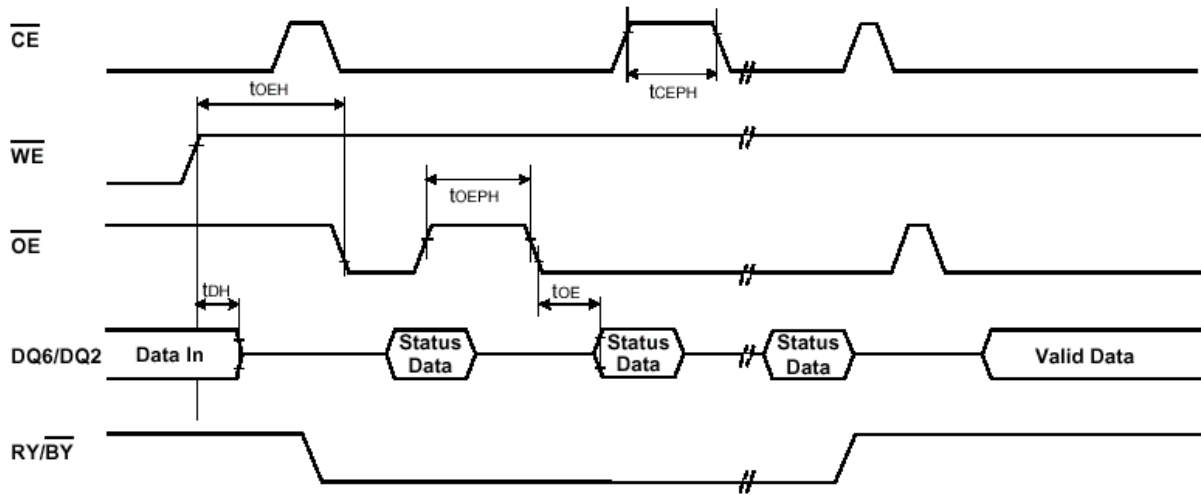 CE
tCEPH
tOEH
WE
tOEPH
OE
tDH
tOE
DQ6/DQ2 Data In Status Data Status Data Status Data Valid Data
RY/BY